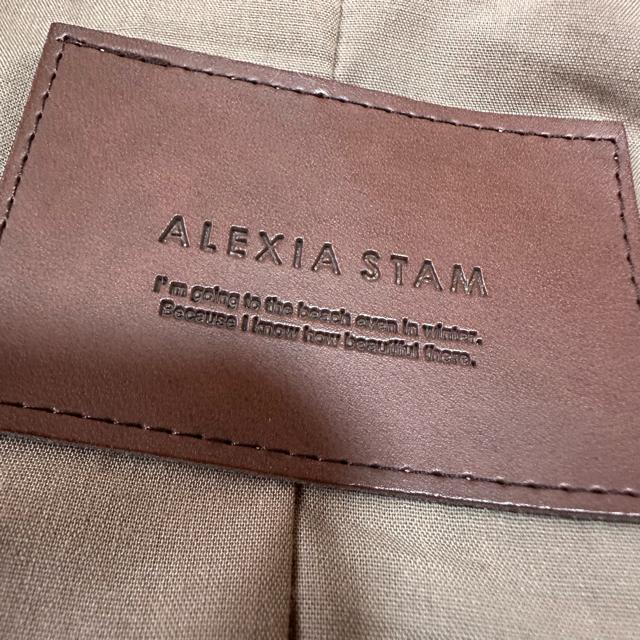 ALEXIA STAM
I'm going to the beach even in winter.
Because I know how beautiful there.